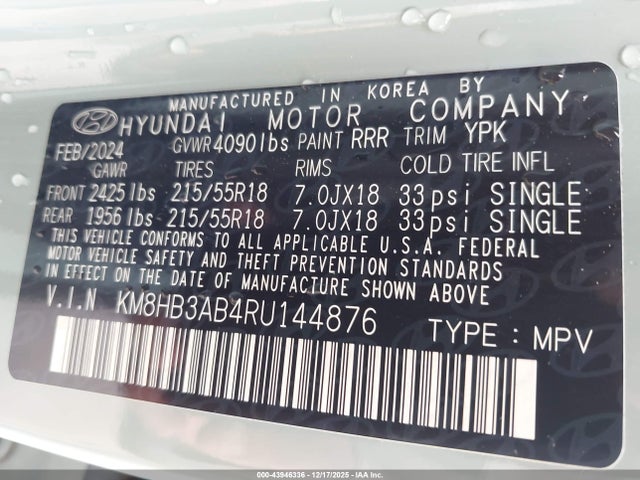 MANUFACTURED IN KOREA BY
HYUNDAI MOTOR COMPANY
FEB/2024 GVWR 4090lbs PAINT RRR TRIM YPK
GAWR TIRES RIMS COLD TIRE INFL
FRONT 2425lbs 215/55R18 7.0JX18 33psi SINGLE
REAR 1956lbs 215/55R18 7.0JX18 33psi SINGLE
THIS VEHICLE CONFORMS TO ALL APPLICABLE U.S.A. FEDERAL
MOTOR VEHICLE SAFETY AND THEFT PREVENTION STANDARDS
IN EFFECT ON THE DATE OF MANUFACTURE SHOWN ABOVE.
V.I.N KM8HB3AB4RU144876 TYPE: MPV
000-43946336 - 12/17/2025 - IAA Inc.